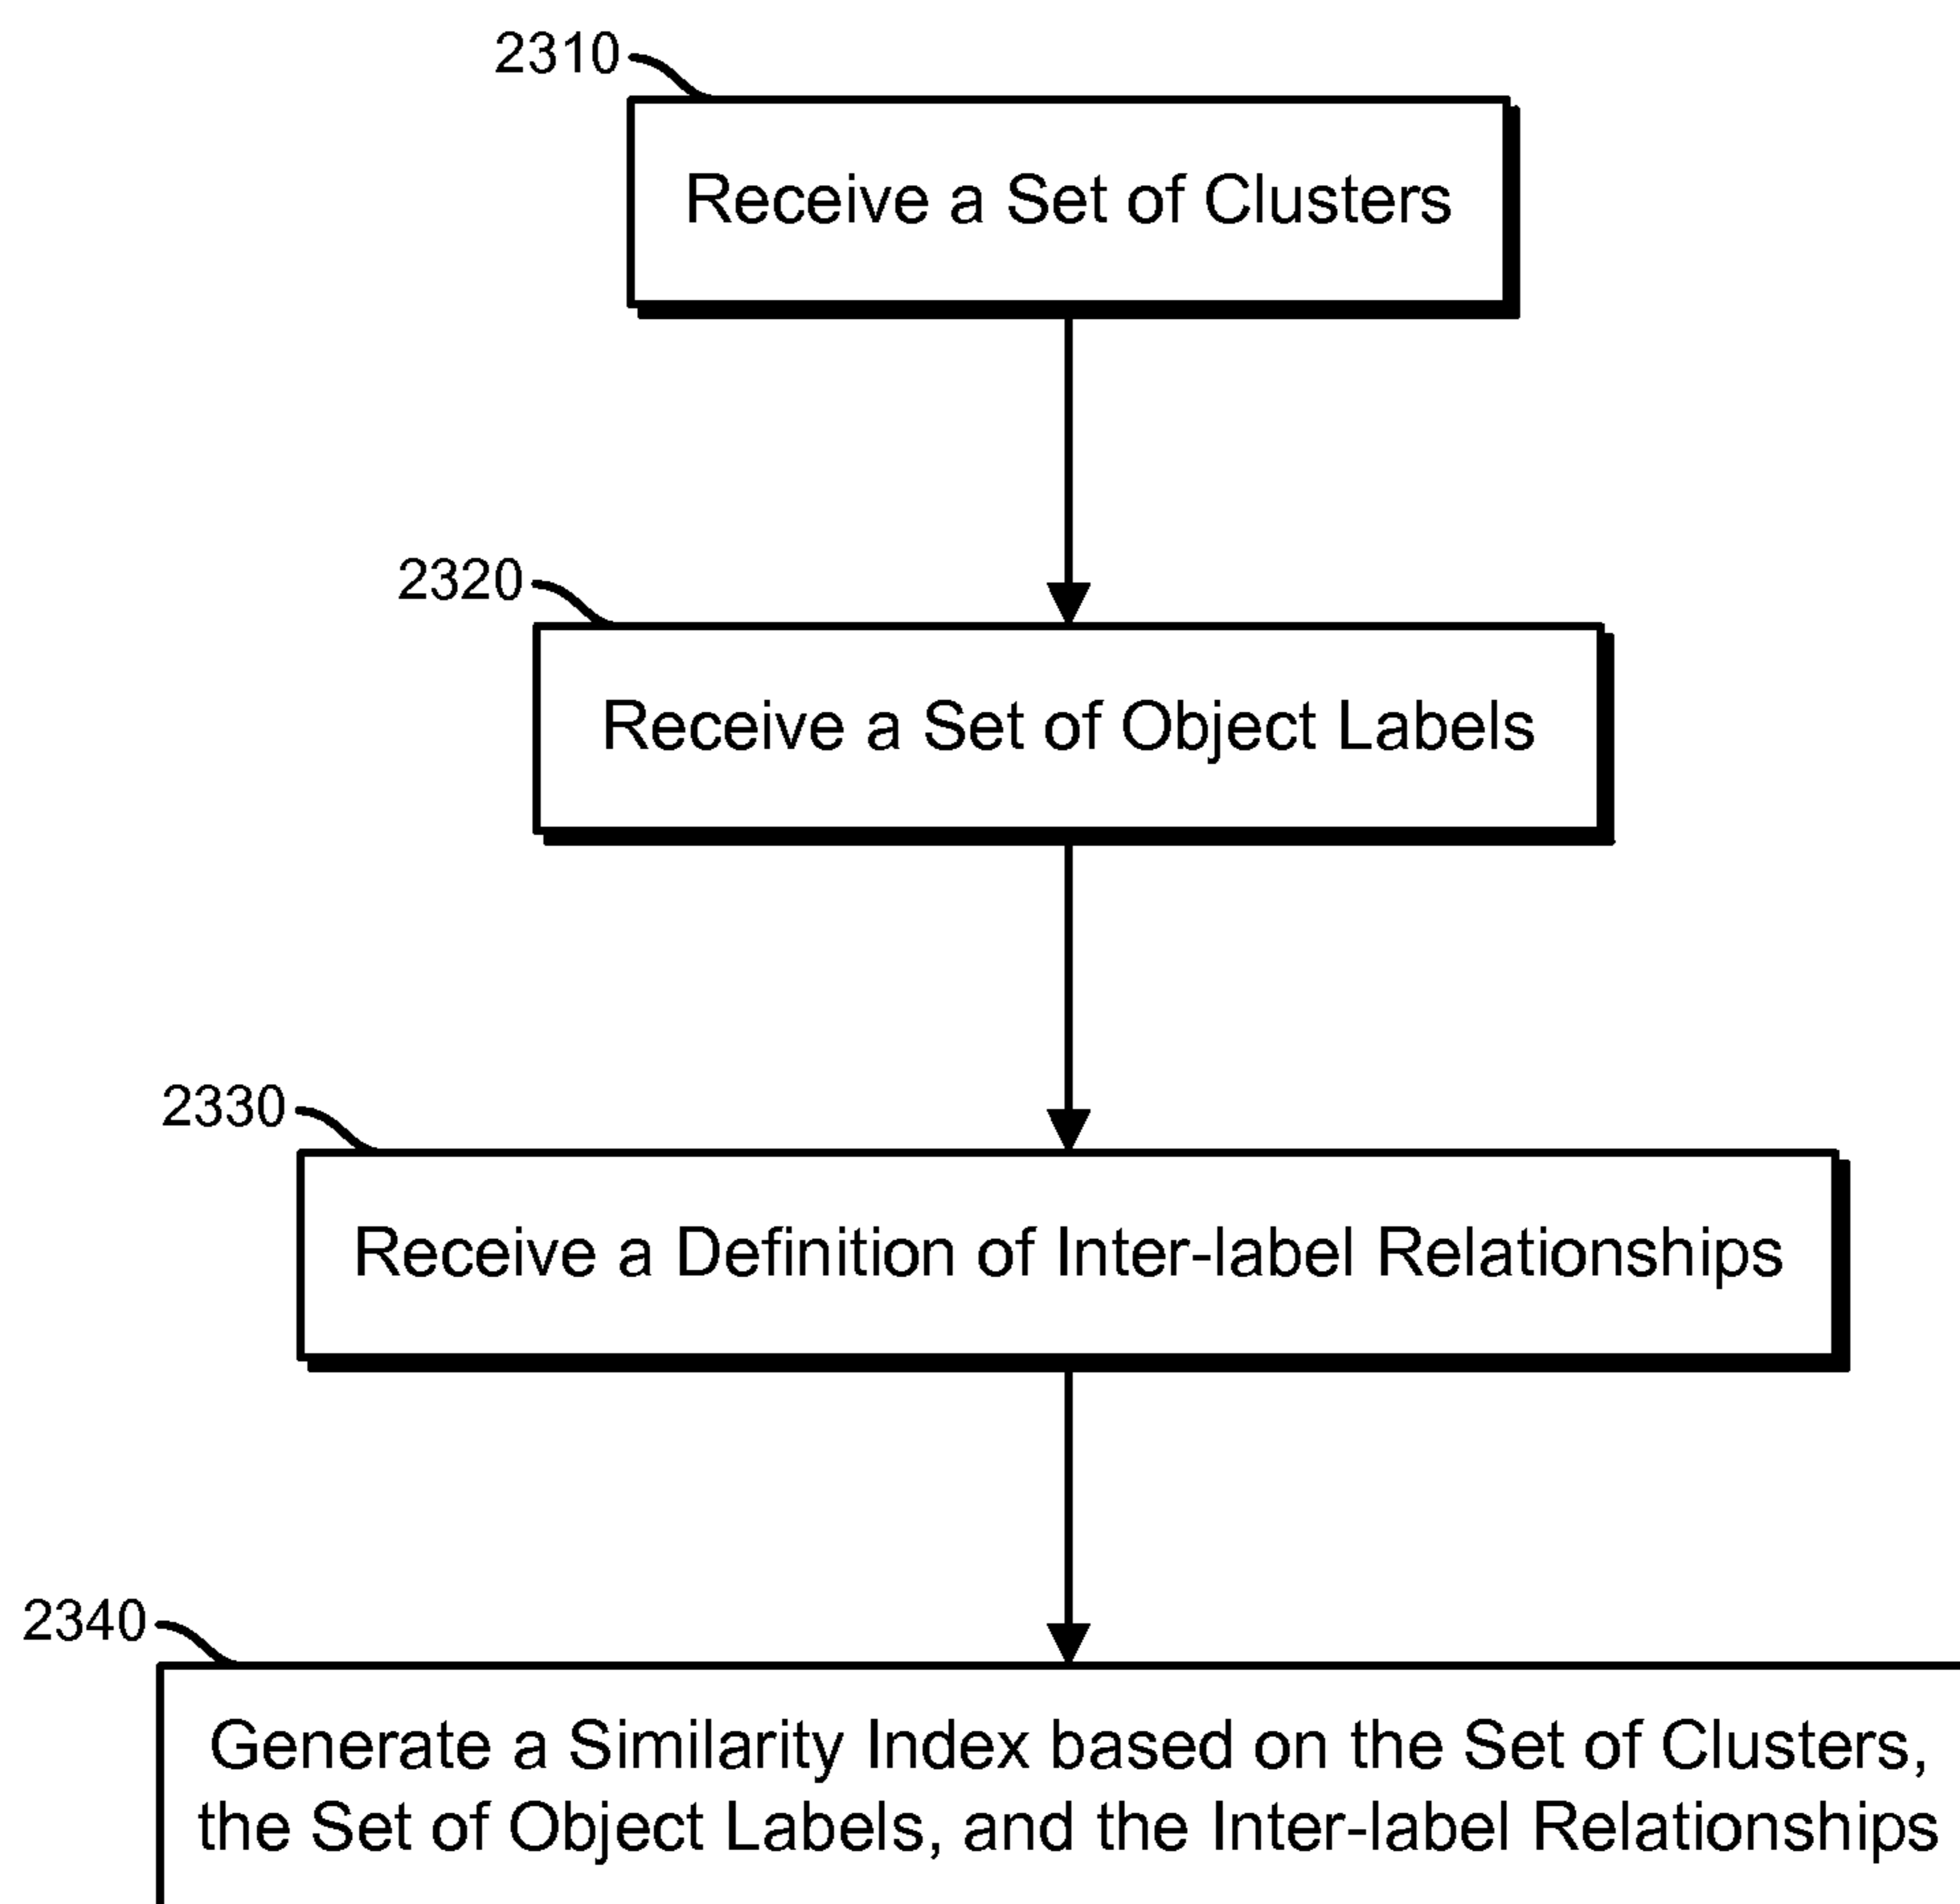 2310
Receive a Set of Clusters
2320
Receive a Set of Object Labels
2330
Receive a Definition of Inter-label Relationships
2340
Generate a Similarity Index based on the Set of Clusters,
the Set of Object Labels, and the Inter-label Relationships